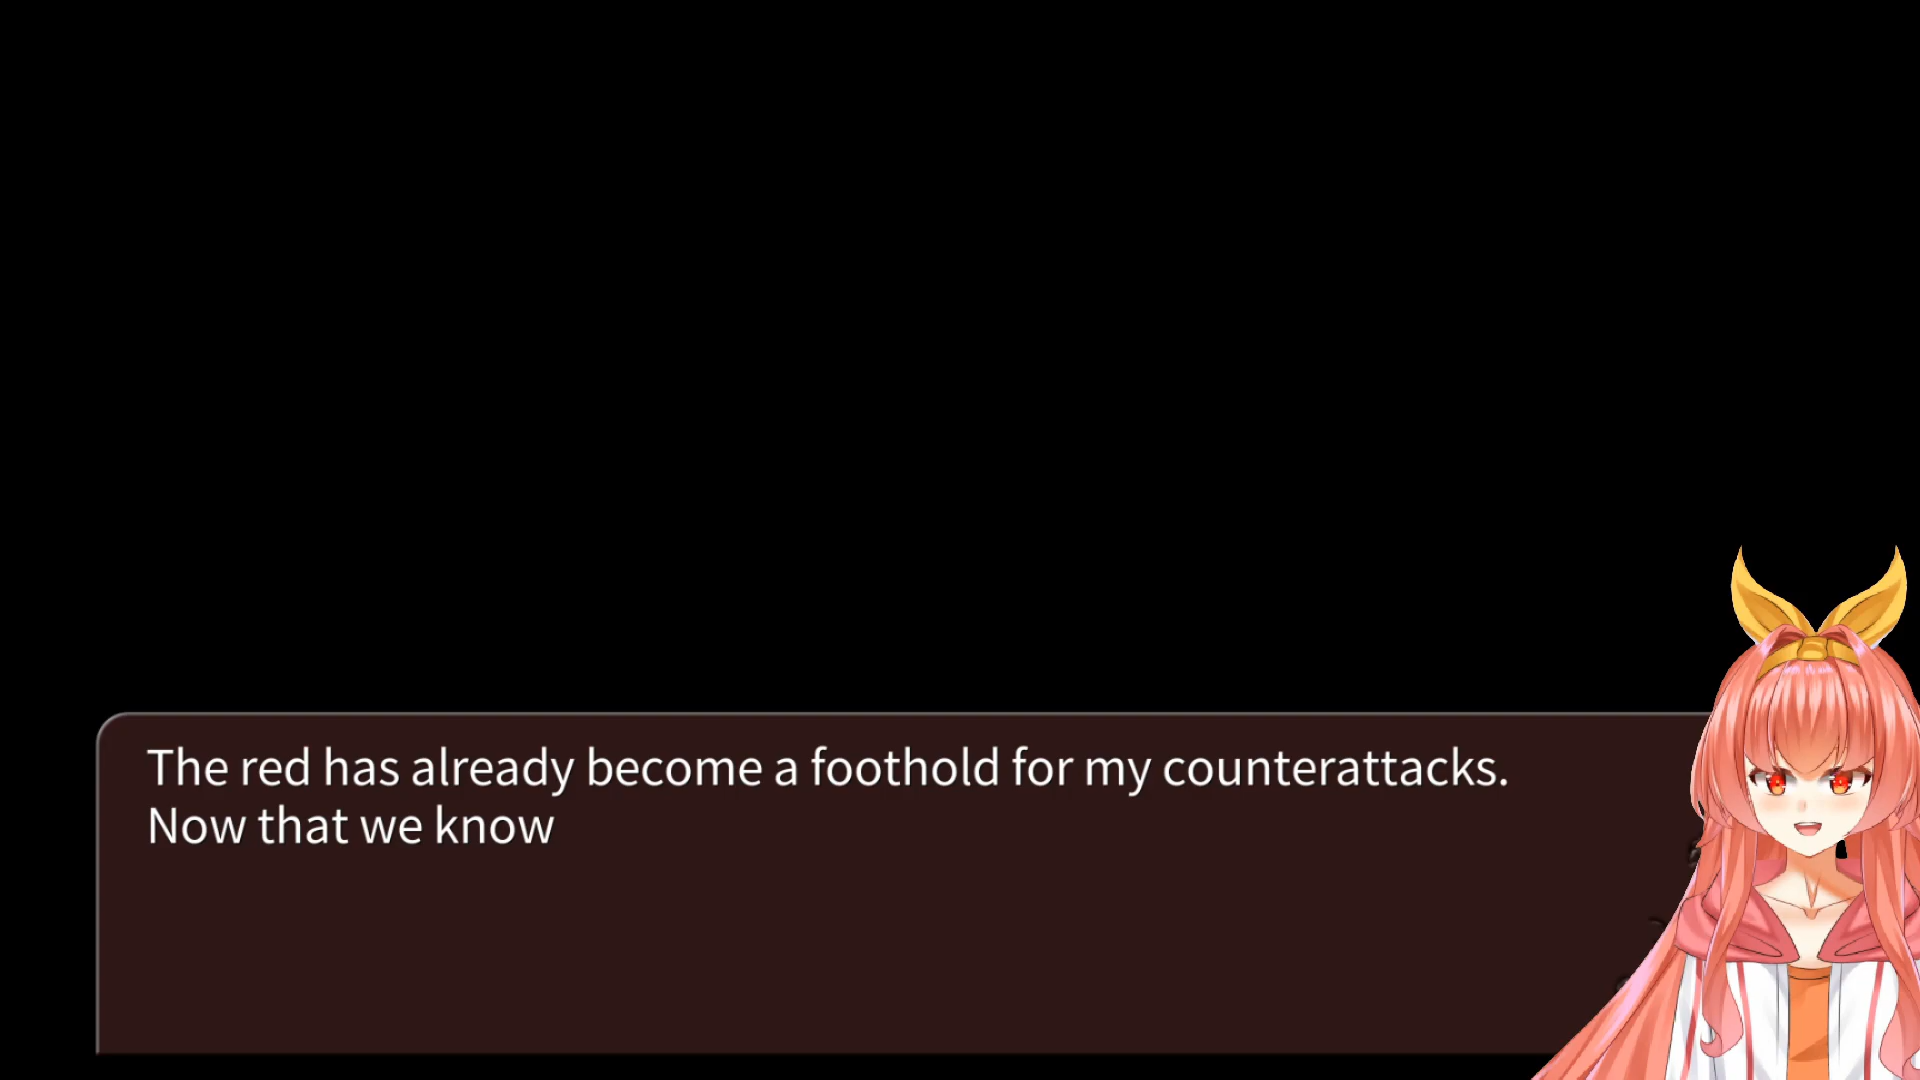 The red has already become a foothold for my counterattacks.
Now that we know